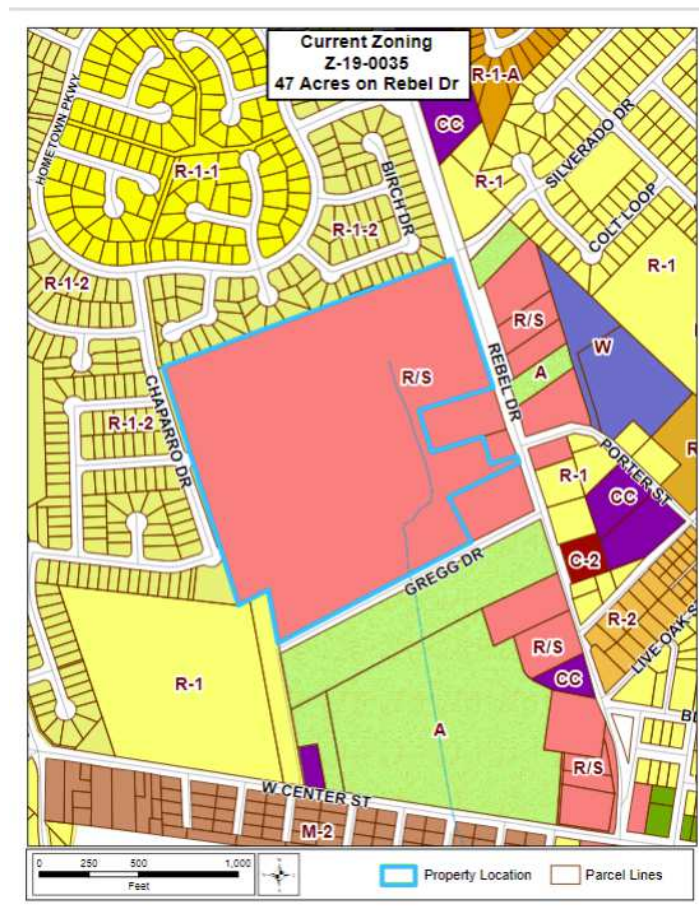 Current Zoning
Z-19-0035
47 Acres on Rebel Dr
R-1-A
HOMETOWN PKWY
CC
SILVERADO DR
R-1-1
BIRCH DR
R-1
R-1-2
COLT LOOP
R-1-2
R-1
R/S
W
REBEL DR
R/S
A
CHAPARRO DR
R-1-2
PORTER ST
R-1
CC
C-2
GREGG DR
R-2
LIVE OAK S
R/S
CC
R-1
A
R/S
W CENTER ST
M-2
0 250 500 1,000
Feet
Property Location
Parcel Lines